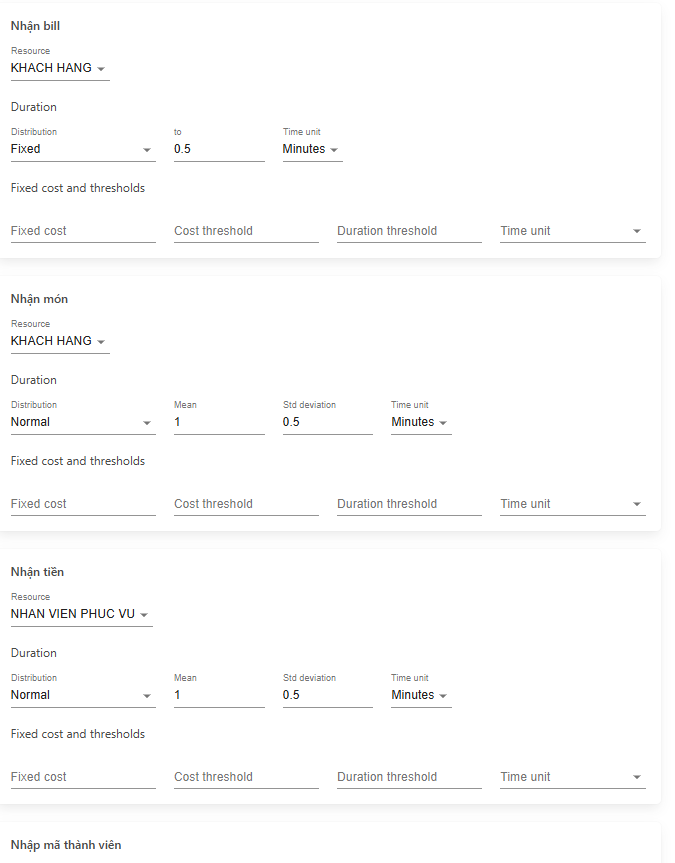 Nhận bill
Resource
KHACH HANG
Duration
Distribution to Time unit
Fixed 0.5 Minutes
Fixed cost and thresholds
Fixed cost Cost threshold Duration threshold Time unit
Nhận món
Resource
KHACH HANG
Duration
Distribution Mean Std deviation Time unit
Normal 1 0.5 Minutes
Fixed cost and thresholds
Fixed cost Cost threshold Duration threshold Time unit
Nhận tiền
Resource
NHAN VIEN PHUC VU
Duration
Distribution Mean Std deviation Time unit
Normal 1 0.5 Minutes
Fixed cost and thresholds
Fixed cost Cost threshold Duration threshold Time unit
Nhập mã thành viên